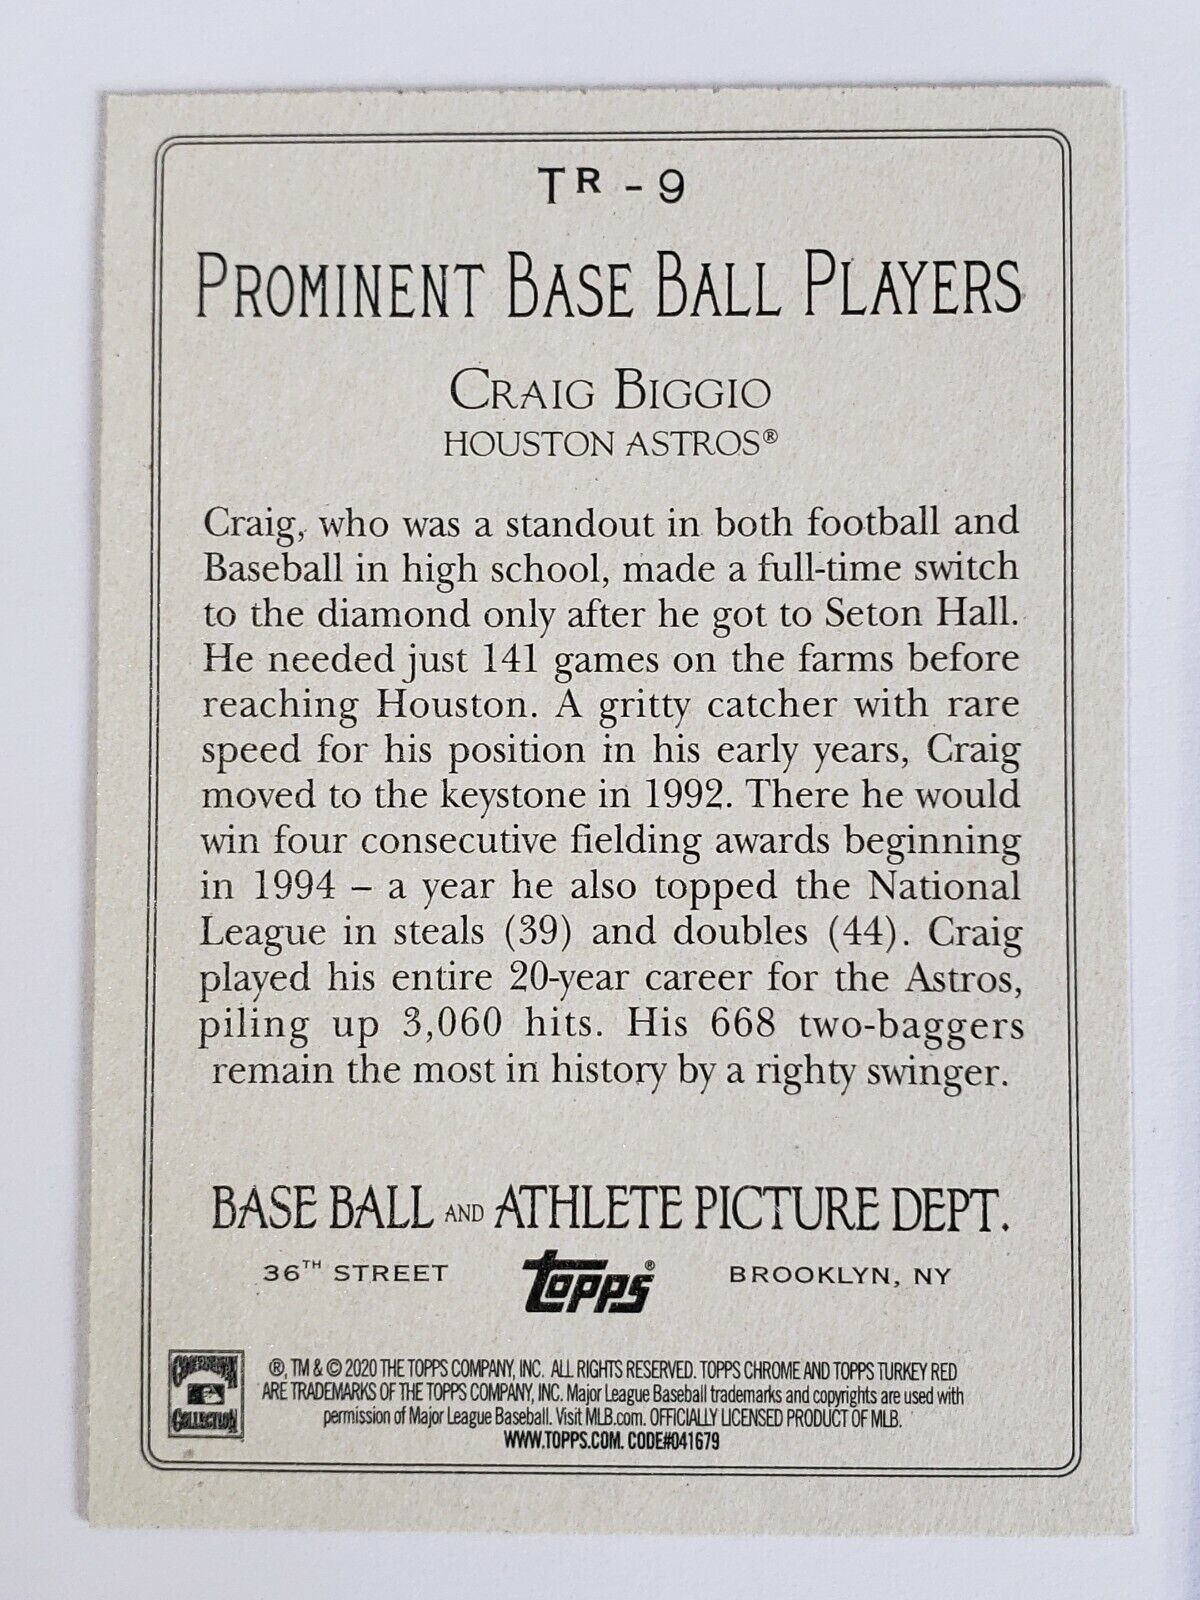 TR - 9
PROMINENT BASE BALL PLAYERS
CRAIG BIGGIO
HOUSTON ASTROS®
Craig, who was a standout in both football and
Baseball in high school, made a full-time switch
to the diamond only after he got to Seton Hall.
He needed just 141 games on the farms before
reaching Houston. A gritty catcher with rare
speed for his position in his early years, Craig
moved to the keystone in 1992. There he would
win four consecutive fielding awards beginning
in 1994 – a year he also topped the National
League in steals (39) and doubles (44). Craig
played his entire 20-year career for the Astros,
piling up 3,060 hits. His 668 two-baggers
remain the most in history by a righty swinger.
BASE BALL AND ATHLETE PICTURE DEPT.
36TH STREET topps® BROOKLYN, NY
COOPERSTOWN
COLLECTION
®, TM & © 2020 THE TOPPS COMPANY, INC. ALL RIGHTS RESERVED. TOPPS CHROME AND TOPPS TURKEY RED
ARE TRADEMARKS OF THE TOPPS COMPANY, INC. Major League Baseball trademarks and copyrights are used with
permission of Major League Baseball. Visit MLB.com. OFFICIALLY LICENSED PRODUCT OF MLB.
WWW.TOPPS.COM. CODE#041679